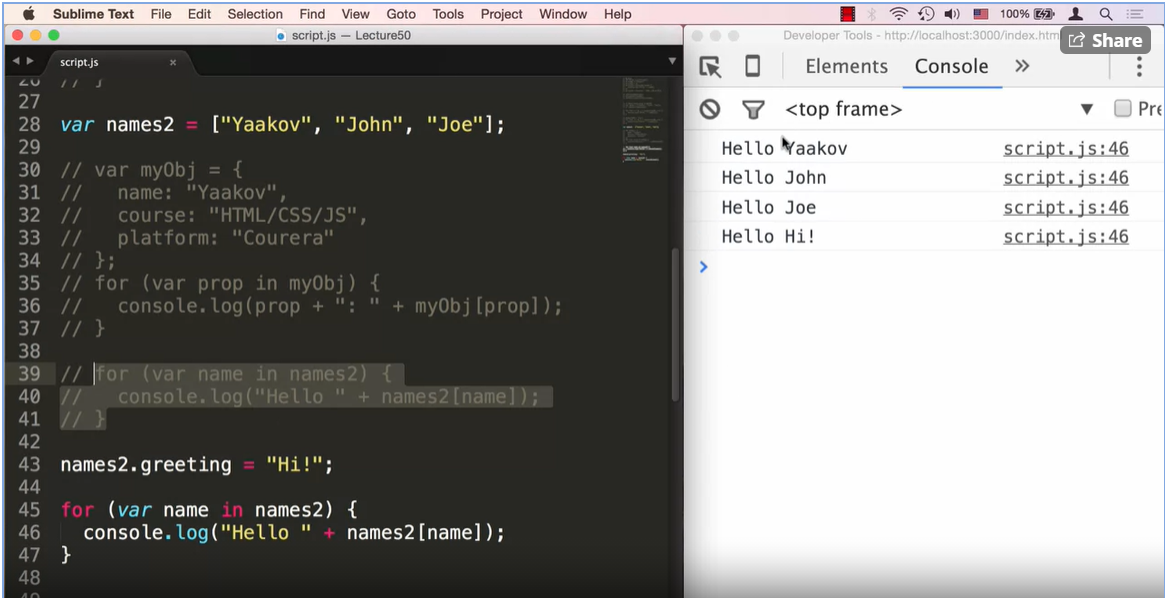 Sublime Text File Edit Selection Find View Goto Tools Project Window Help 100%
script.js — Lecture50
script.js ×
27
28 var names2 = ["Yaakov", "John", "Joe"];
29
30 // var myObj = {
31 //   name: "Yaakov",
32 //   course: "HTML/CSS/JS",
33 //   platform: "Courera"
34 // };
35 // for (var prop in myObj) {
36 //   console.log(prop + ": " + myObj[prop]);
37 // }
38
39 // for (var name in names2) {
40 //   console.log("Hello " + names2[name]);
41 // }
42
43 names2.greeting = "Hi!";
44
45 for (var name in names2) {
46   console.log("Hello " + names2[name]);
47 }
48
Developer Tools - http://localhost:3000/index.htm
Share
Elements Console »
<top frame> ▼ Pre
Hello Yaakov script.js:46
Hello John script.js:46
Hello Joe script.js:46
Hello Hi! script.js:46
>